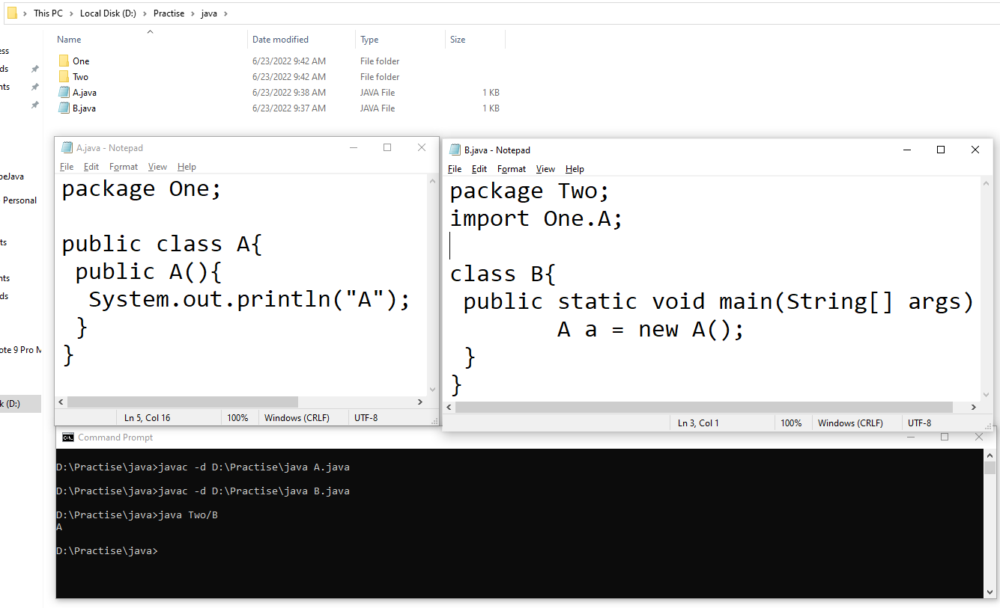 This PC > Local Disk (D:) > Practise > java >
Name Date modified Type Size
One 6/23/2022 9:42 AM File folder
Two 6/23/2022 9:42 AM File folder
A.java 6/23/2022 9:38 AM JAVA File 1 KB
B.java 6/23/2022 9:37 AM JAVA File 1 KB
ess
ds
nts
beJava
Personal
ts
nts
ds
ote 9 Pro M
k (D:)
A.java - Notepad
File Edit Format View Help
package One;
public class A{
public A(){
System.out.println("A");
}
}
Ln 5, Col 16 100% Windows (CRLF) UTF-8
B.java - Notepad
File Edit Format View Help
package Two;
import One.A;
class B{
public static void main(String[] args)
A a = new A();
}
}
Ln 3, Col 1 100% Windows (CRLF) UTF-8
C:\.
Command Prompt
D:\Practise\java>javac -d D:\Practise\java A.java
D:\Practise\java>javac -d D:\Practise\java B.java
D:\Practise\java>java Two/B
A
D:\Practise\java>